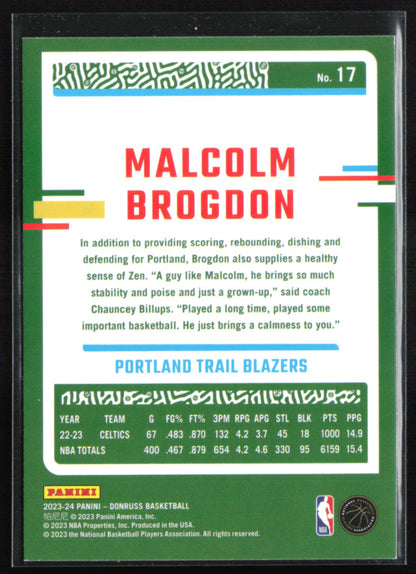 No. 17
MALCOLM
BROGDON
In addition to providing scoring, rebounding, dishing and
defending for Portland, Brogdon also supplies a healthy
sense of Zen. “A guy like Malcolm, he brings so much
stability and poise and just a grown-up,” said coach
Chauncey Billups. “Played a long time, played some
important basketball. He just brings a calmness to you.”
PORTLAND TRAIL BLAZERS
YEAR TEAM G FG% FT% 3PM RPG APG STL BLK PTS PPG
22-23 CELTICS 67 .483 .870 132 4.2 3.7 45 18 1000 14.9
NBA TOTALS 400 .467 .879 654 4.2 4.6 330 95 6159 15.4
PANINI
2023-24 PANINI – DONRUSS BASKETBALL
帕尼尼 © 2023 Panini America, Inc.
© 2023 NBA Properties, Inc. Produced in the USA.
© 2023 the National Basketball Players Association. All rights reserved.
NBA